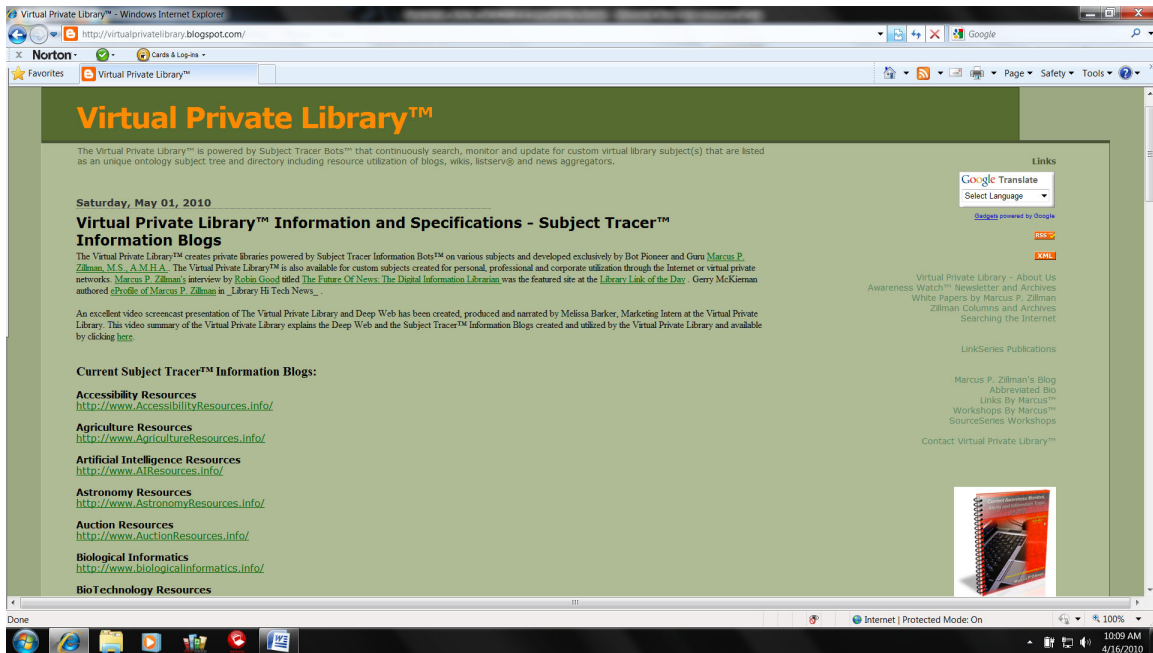 Virtual Private Library™ - Windows Internet Explorer
http://virtualprivatelibrary.blogspot.com/
Google
x Norton
Cards & Log-ins
Favorites
Virtual Private Library™
Page
Safety
Tools
Virtual Private Library™
The Virtual Private Library™ is powered by Subject Tracer Bots™ that continuously search, monitor and update for custom virtual library subject(s) that are listed
as an unique ontology subject tree and directory including resource utilization of blogs, wikis, listserv® and news aggregators.
Saturday, May 01, 2010
Virtual Private Library™ Information and Specifications - Subject Tracer™
Information Blogs
The Virtual Private Library™ creates private libraries powered by Subject Tracer Information Bots™ on various subjects and developed exclusively by Bot Pioneer and Guru Marcus P.
Zillman, M.S., A.M.H.A.. The Virtual Private Library™ is also available for custom subjects created for personal, professional and corporate utilization through the Internet or virtual private
networks. Marcus P. Zillman's interview by Robin Good titled The Future Of News: The Digital Information Librarian was the featured site at the Library Link of the Day . Gerry McKiernan
authored eProfile of Marcus P. Zillman in _Library Hi Tech News_ .
An excellent video screencast presentation of The Virtual Private Library and Deep Web has been created, produced and narrated by Melissa Barker, Marketing Intern at the Virtual Private
Library. This video summary of the Virtual Private Library explains the Deep Web and the Subject Tracer™ Information Blogs created and utilized by the Virtual Private Library and available
by clicking here.
Current Subject Tracer™ Information Blogs:
Accessibility Resources
http://www.AccessibilityResources.info/
Agriculture Resources
http://www.AgricultureResources.info/
Artificial Intelligence Resources
http://www.AIResources.info/
Astronomy Resources
http://www.AstronomyResources.info/
Auction Resources
http://www.AuctionResources.info/
Biological Informatics
http://www.biologicalinformatics.info/
BioTechnology Resources
Links
Google Translate
Select Language
Gadgets powered by Google
RSS
XML
Virtual Private Library - About Us
Awareness Watch™ Newsletter and Archives
White Papers by Marcus P. Zillman
Zillman Columns and Archives
Searching the Internet
LinkSeries Publications
Marcus P. Zillman's Blog
Abbreviated Bio
Links By Marcus™
Workshops By Marcus™
SourceSeries Workshops
Contact Virtual Private Library™
Done
Internet | Protected Mode: On
100%
10:09 AM
4/16/2010